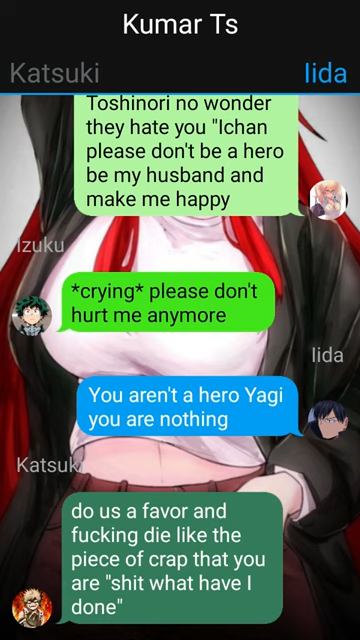 Kumar Ts
Katsuki
Iida
Toshinori no wonder
they hate you "Ichan
please don't be a hero
be my husband and
make me happy
Izuku
*crying* please don't
hurt me anymore
Iida
You aren't a hero Yagi
you are nothing
Katsuki
do us a favor and
fucking die like the
piece of crap that you
are "shit what have I
done"